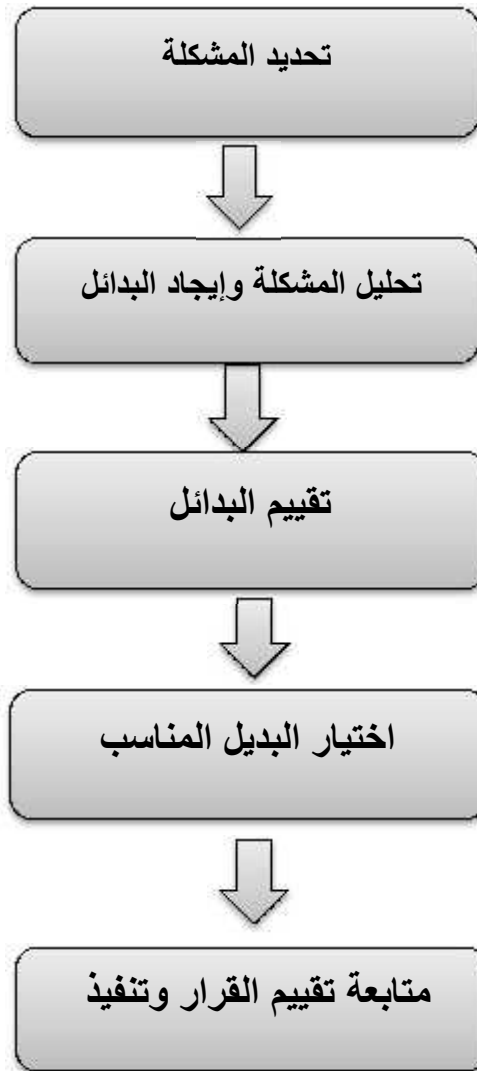 تحديد المشكلة
تحليل المشكلة وإيجاد البدائل
تقييم البدائل
اختيار البديل المناسب
متابعة تقييم القرار وتنفيذ